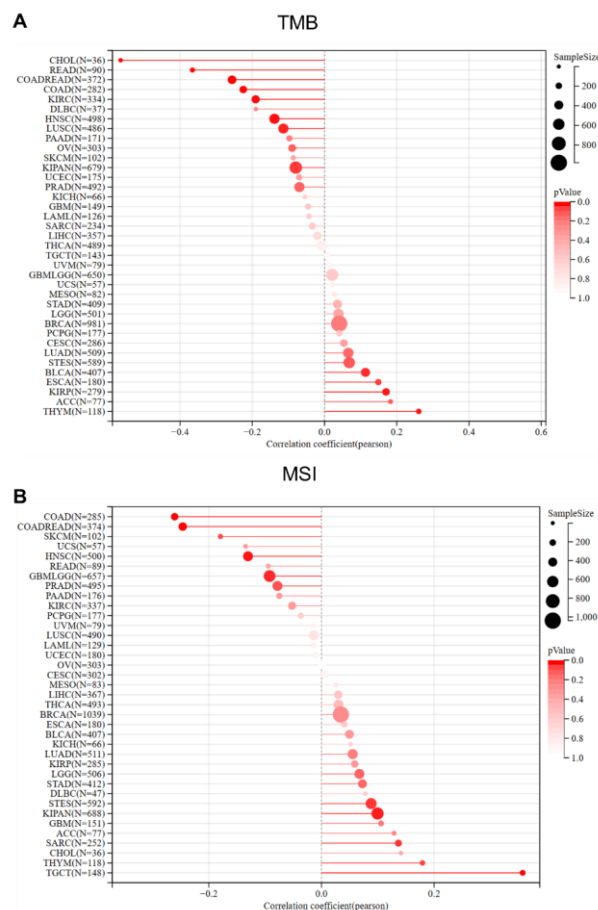 A
TMB
CHOL(N=36)
READ(N=90)
COADREAD(N=372)
COAD(N=282)
KIRC(N=334)
DLBC(N=37)
HNSC(N=498)
LUSC(N=486)
PAAD(N=171)
OV(N=303)
SKCM(N=102)
KIPAN(N=679)
UCEC(N=175)
PRAD(N=492)
KICH(N=66)
GBM(N=149)
LAML(N=126)
SARC(N=234)
LIHC(N=357)
THCA(N=489)
TGCT(N=143)
UVM(N=79)
GBMLGG(N=650)
UCS(N=57)
MESO(N=82)
STAD(N=409)
LGG(N=501)
BRCA(N=981)
PCPG(N=177)
CESC(N=286)
LUAD(N=509)
STES(N=589)
BLCA(N=407)
ESCA(N=180)
KIRP(N=279)
ACC(N=77)
THYM(N=118)
−0.4 −0.2 0.0 0.2 0.4 0.6
Correlation coefficient(pearson)
SampleSize
200
400
600
800
pValue
0.0
0.2
0.4
0.6
0.8
1.0
MSI
B
COAD(N=285)
COADREAD(N=374)
SKCM(N=102)
UCS(N=57)
HNSC(N=500)
READ(N=89)
GBMLGG(N=657)
PRAD(N=495)
PAAD(N=176)
KIRC(N=337)
PCPG(N=177)
UVM(N=79)
LUSC(N=490)
LAML(N=129)
UCEC(N=180)
OV(N=303)
CESC(N=302)
MESO(N=83)
LIHC(N=367)
THCA(N=493)
BRCA(N=1039)
ESCA(N=180)
BLCA(N=407)
KICH(N=66)
LUAD(N=511)
KIRP(N=285)
LGG(N=506)
STAD(N=412)
DLBC(N=47)
STES(N=592)
KIPAN(N=688)
GBM(N=151)
ACC(N=77)
SARC(N=252)
CHOL(N=36)
THYM(N=118)
TGCT(N=148)
−0.2 0.0 0.2
Correlation coefficient(pearson)
SampleSize
200
400
600
800
1,000
pValue
0.0
0.2
0.4
0.6
0.8
1.0